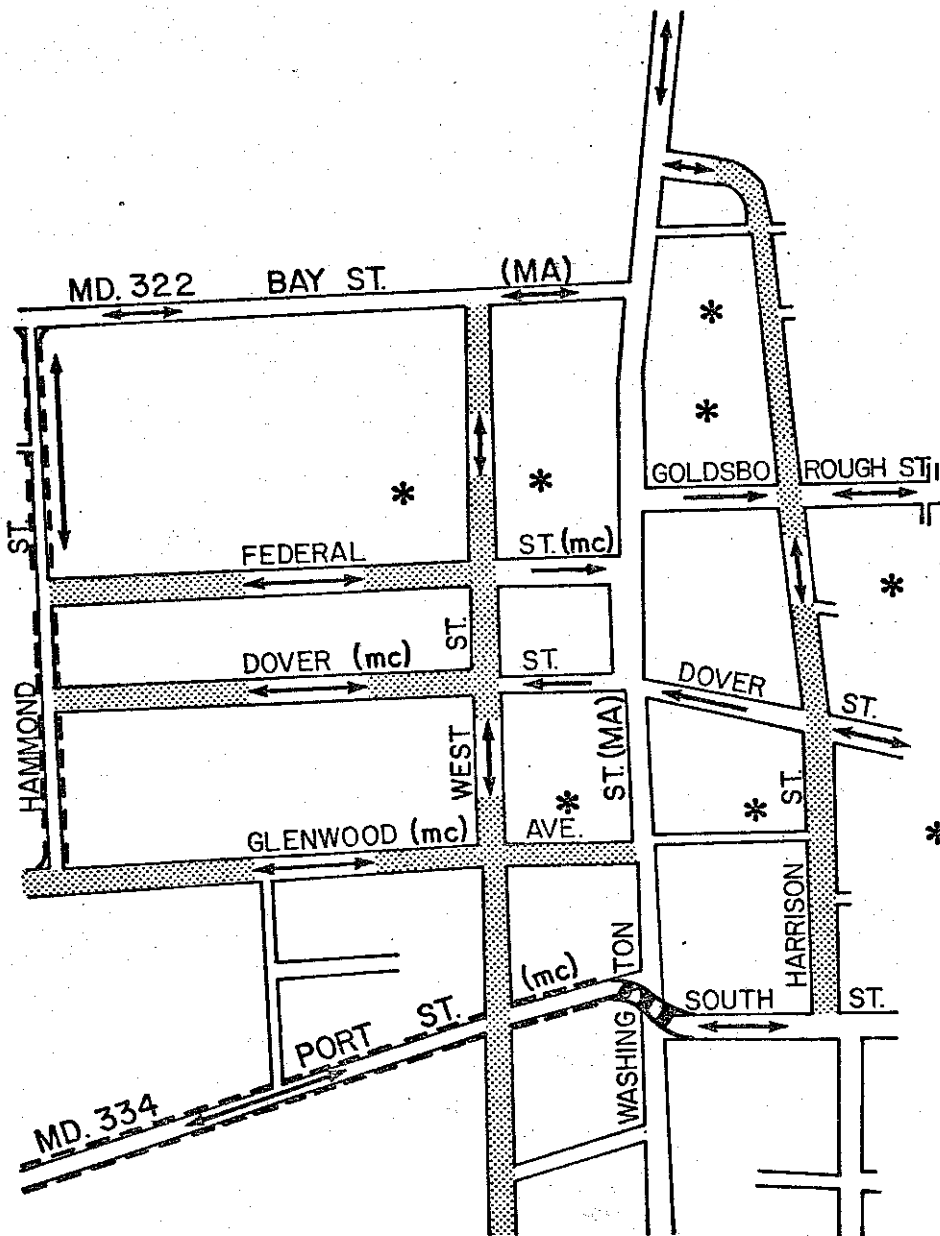 MD. 322 BAY ST. (MA)
GOLDSBO ROUGH ST.
FEDERAL ST. (mc)
DOVER (mc) ST.
DOVER ST.
HAMMOND ST.
WEST ST.
GLENWOOD (mc) AVE.
WASHING TON ST. (MA)
HARRISON ST.
MD. 334 PORT ST. (mc)
SOUTH ST.